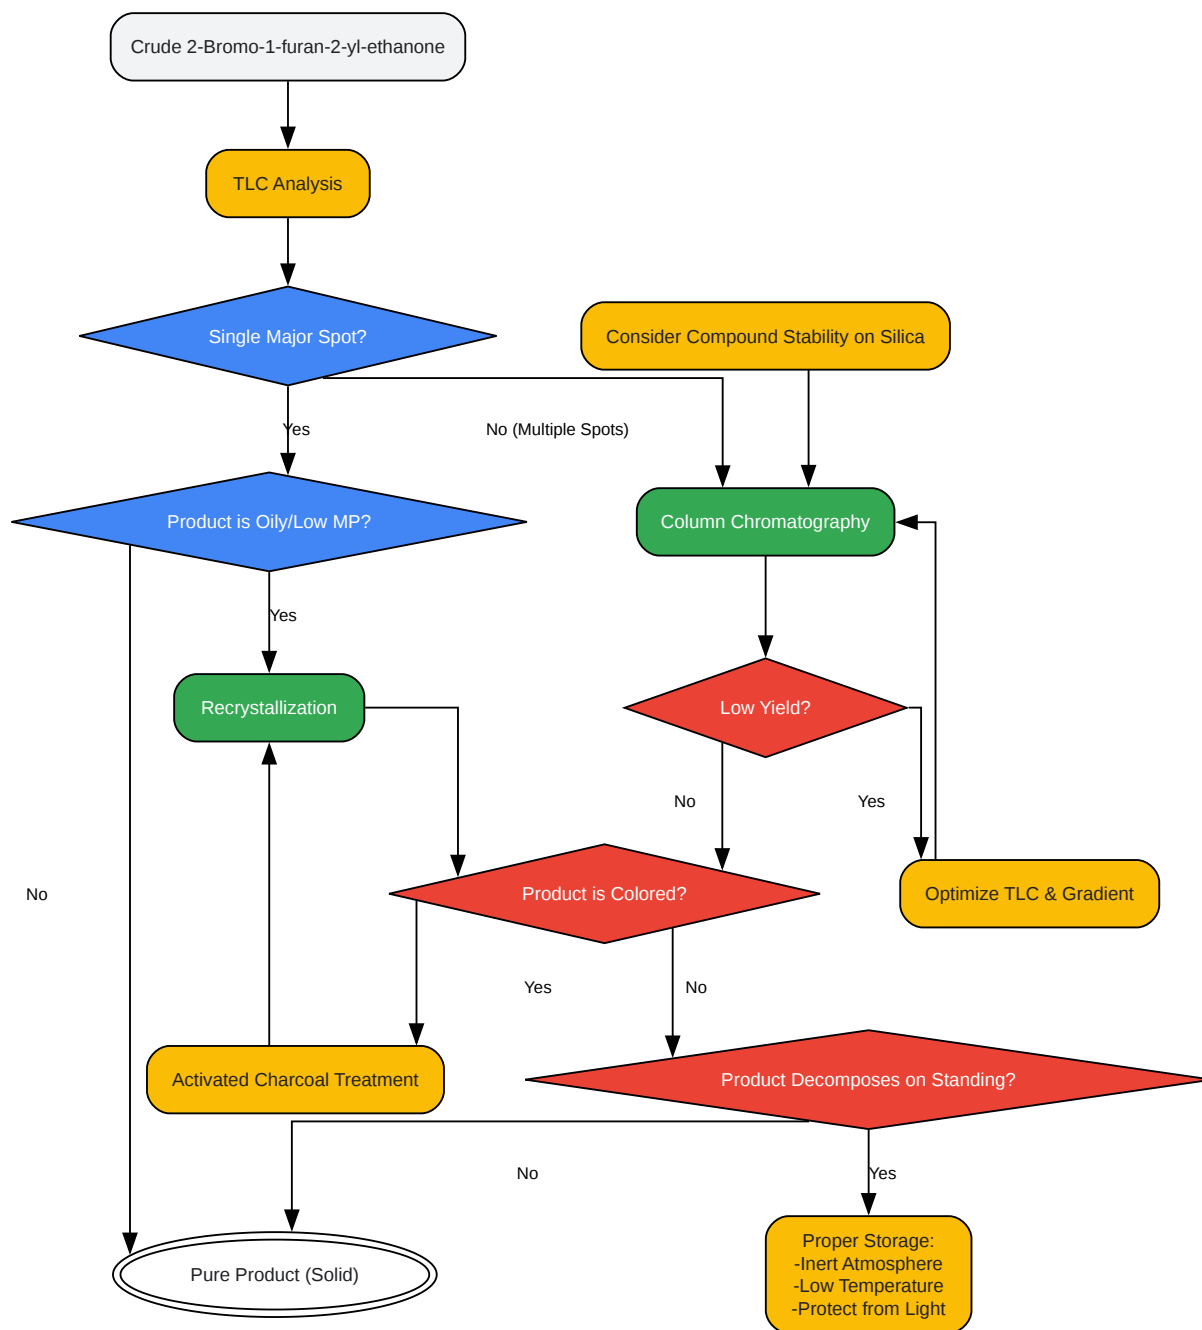 Crude 2-Bromo-1-furan-2-yl-ethanone
TLC Analysis
Single Major Spot?
Consider Compound Stability on Silica
Yes
No (Multiple Spots)
Product is Oily/Low MP?
Column Chromatography
Yes
Recrystallization
Low Yield?
No
Yes
No
Product is Colored?
Optimize TLC & Gradient
Yes
No
Activated Charcoal Treatment
Product Decomposes on Standing?
No
Yes
Pure Product (Solid)
Proper Storage:
-Inert Atmosphere
-Low Temperature
-Protect from Light